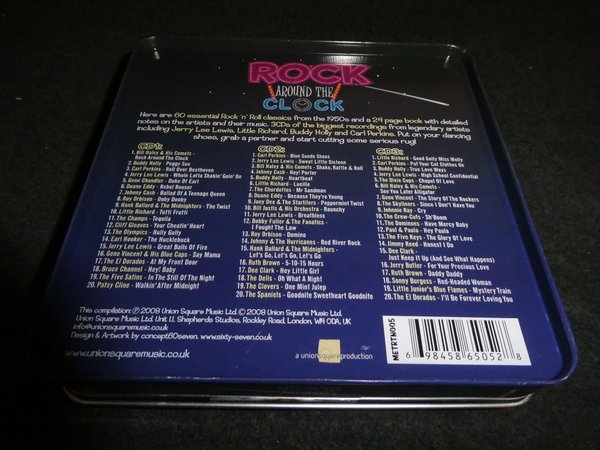 ROCK
AROUND THE
CLOCK
Here are 60 essential Rock 'n' Roll classics from the 1950s and a 24 page book with detailed
notes on the artists and their music. 3CDs of the biggest recordings from legendary artists
including Jerry Lee Lewis, Little Richard, Buddy Holly and Carl Perkins. Put on your dancing
shoes, grab a partner and start cutting some serious rug!
CD1:
1. Bill Haley & His Comets -
Rock Around The Clock
2. Buddy Holly - Peggy Sue
3. Carl Perkins - Roll Over Beethoven
4. Jerry Lee Lewis - Whole Lotta Shakin' Goin' On
5. Gene Chandler - Duke Of Earl
6. Duane Eddy - Rebel Rouser
7. Johnny Cash - Ballad Of A Teenage Queen
8. Roy Orbison - Ooby Dooby
9. Hank Ballard & The Midnighters - The Twist
10. Little Richard - Tutti Frutti
11. The Champs - Tequila
12. Cliff Gleaver - Your Cheatin' Heart
13. The Olympics - Hully Gully
14. Earl Hooker - The Hucklebuck
15. Jerry Lee Lewis - Great Balls Of Fire
16. Gene Vincent & His Blue Caps - Say Mama
17. The El Dorados - At My Front Door
18. Bruce Channel - Hey! Baby
19. The Five Satins - In The Still Of The Night
20. Patsy Cline - Walkin' After Midnight
CD2:
1. Carl Perkins - Blue Suede Shoes
2. Jerry Lee Lewis - Sweet Little Sixteen
3. Bill Haley & His Comets - Shake, Rattle & Roll
4. Johnny Cash - Hey! Porter
5. Buddy Holly - Heartbeat
6. Little Richard - Lucille
7. The Chordettes - Mr Sandman
8. Duane Eddy - Because They're Young
9. Joey Dee & The Starliters - Peppermint Twist
10. Bill Justis & His Orchestra - Raunchy
11. Jerry Lee Lewis - Breathless
12. Bobby Fuller & The Fanatics -
I Fought The Law
13. Roy Orbison - Domino
14. Johnny & The Hurricanes - Red River Rock
15. Hank Ballard & The Midnighters -
Let's Go, Let's Go, Let's Go
16. Ruth Brown - 5-10-15 Hours
17. Dee Clark - Hey Little Girl
18. The Dells - Oh What A Night
19. The Clovers - One Mint Julep
20. The Spaniels - Goodnite Sweetheart Goodnite
CD3:
1. Little Richard - Good Golly Miss Molly
2. Carl Perkins - Put Your Cat Clothes On
3. Buddy Holly - True Love Ways
4. Jerry Lee Lewis - High School Confidential
5. The Dixie Cups - Chapel Of Love
6. Bill Haley & His Comets -
See You Later Alligator
7. Gene Vincent - The Story Of The Rockers
8. The Skyliners - Since I Don't Have You
9. Johnnie Ray - Cry
10. The Crew-Cuts - Sh'Boom
11. The Dominoes - Have Mercy Baby
12. Paul & Paula - Hey Paula
13. The Five Keys - The Glory Of Love
14. Jimmy Reed - Honest I Do
15. Dee Clark -
Just Keep It Up (And See What Happens)
16. Jerry Butler - For Your Precious Love
17. Ruth Brown - Daddy Daddy
18. Sonny Burgess - Red-Headed Woman
19. Little Junior's Blue Flames - Mystery Train
20. The El Dorados - I'll Be Forever Loving You
This compilation: ℗ 2008 Union Square Music Ltd. © 2008 Union Square Music Ltd.
Union Square Music Ltd. Unit 1.1, Shepherds Studios, Rockley Road, London, W14 0DA, UK
info@unionsquaremusic.co.uk
Design & Artwork by concept60seven. www.sixty-seven.com
www.unionsquaremusic.co.uk
a unionsquareproduction
METRTN005
6 98458 65052 8